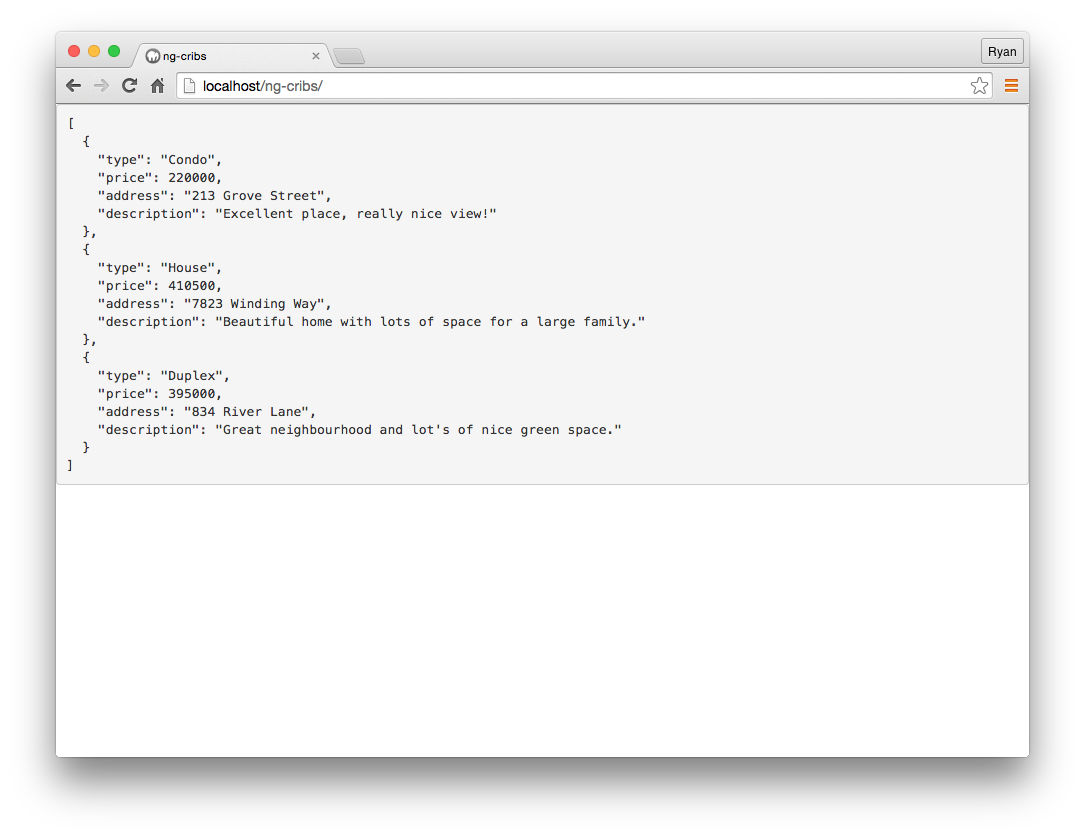 ng-cribs
Ryan
localhost/ng-cribs/
[
  {
    "type": "Condo",
    "price": 220000,
    "address": "213 Grove Street",
    "description": "Excellent place, really nice view!"
  },
  {
    "type": "House",
    "price": 410500,
    "address": "7823 Winding Way",
    "description": "Beautiful home with lots of space for a large family."
  },
  {
    "type": "Duplex",
    "price": 395000,
    "address": "834 River Lane",
    "description": "Great neighbourhood and lot's of nice green space."
  }
]